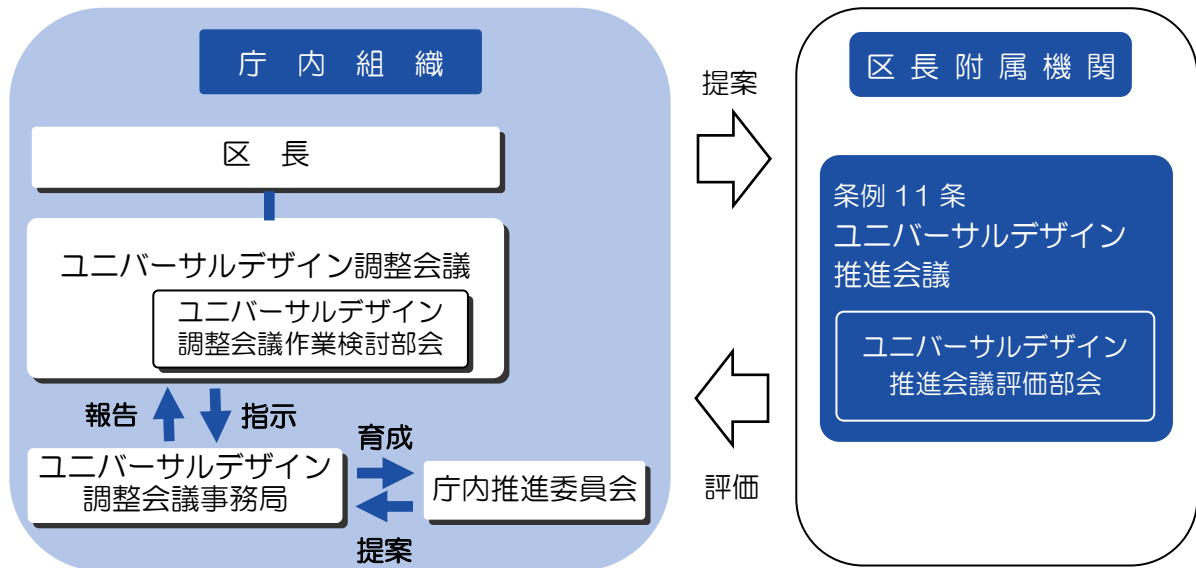 庁内組織
区長
ユニバーサルデザイン調整会議
ユニバーサルデザイン
調整会議作業検討部会
報告
指示
ユニバーサルデザイン
調整会議事務局
育成
提案
庁内推進委員会
提案
評価
区長附属機関
条例 11 条
ユニバーサルデザイン
推進会議
ユニバーサルデザイン
推進会議評価部会